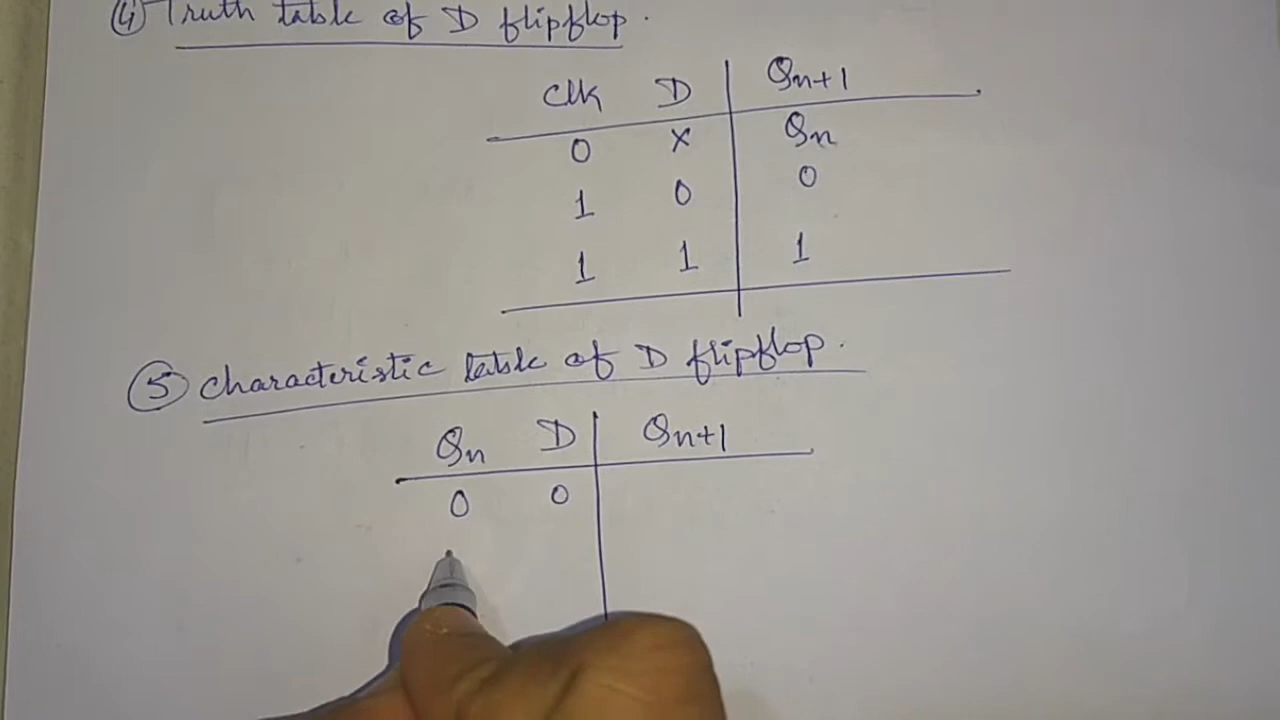 ④ Truth table of D flipflop.
Clk D Qn+1
0 x Qn
1 0 0
1 1 1
⑤ characteristic table of D flipflop.
Qn D Qn+1
0 0